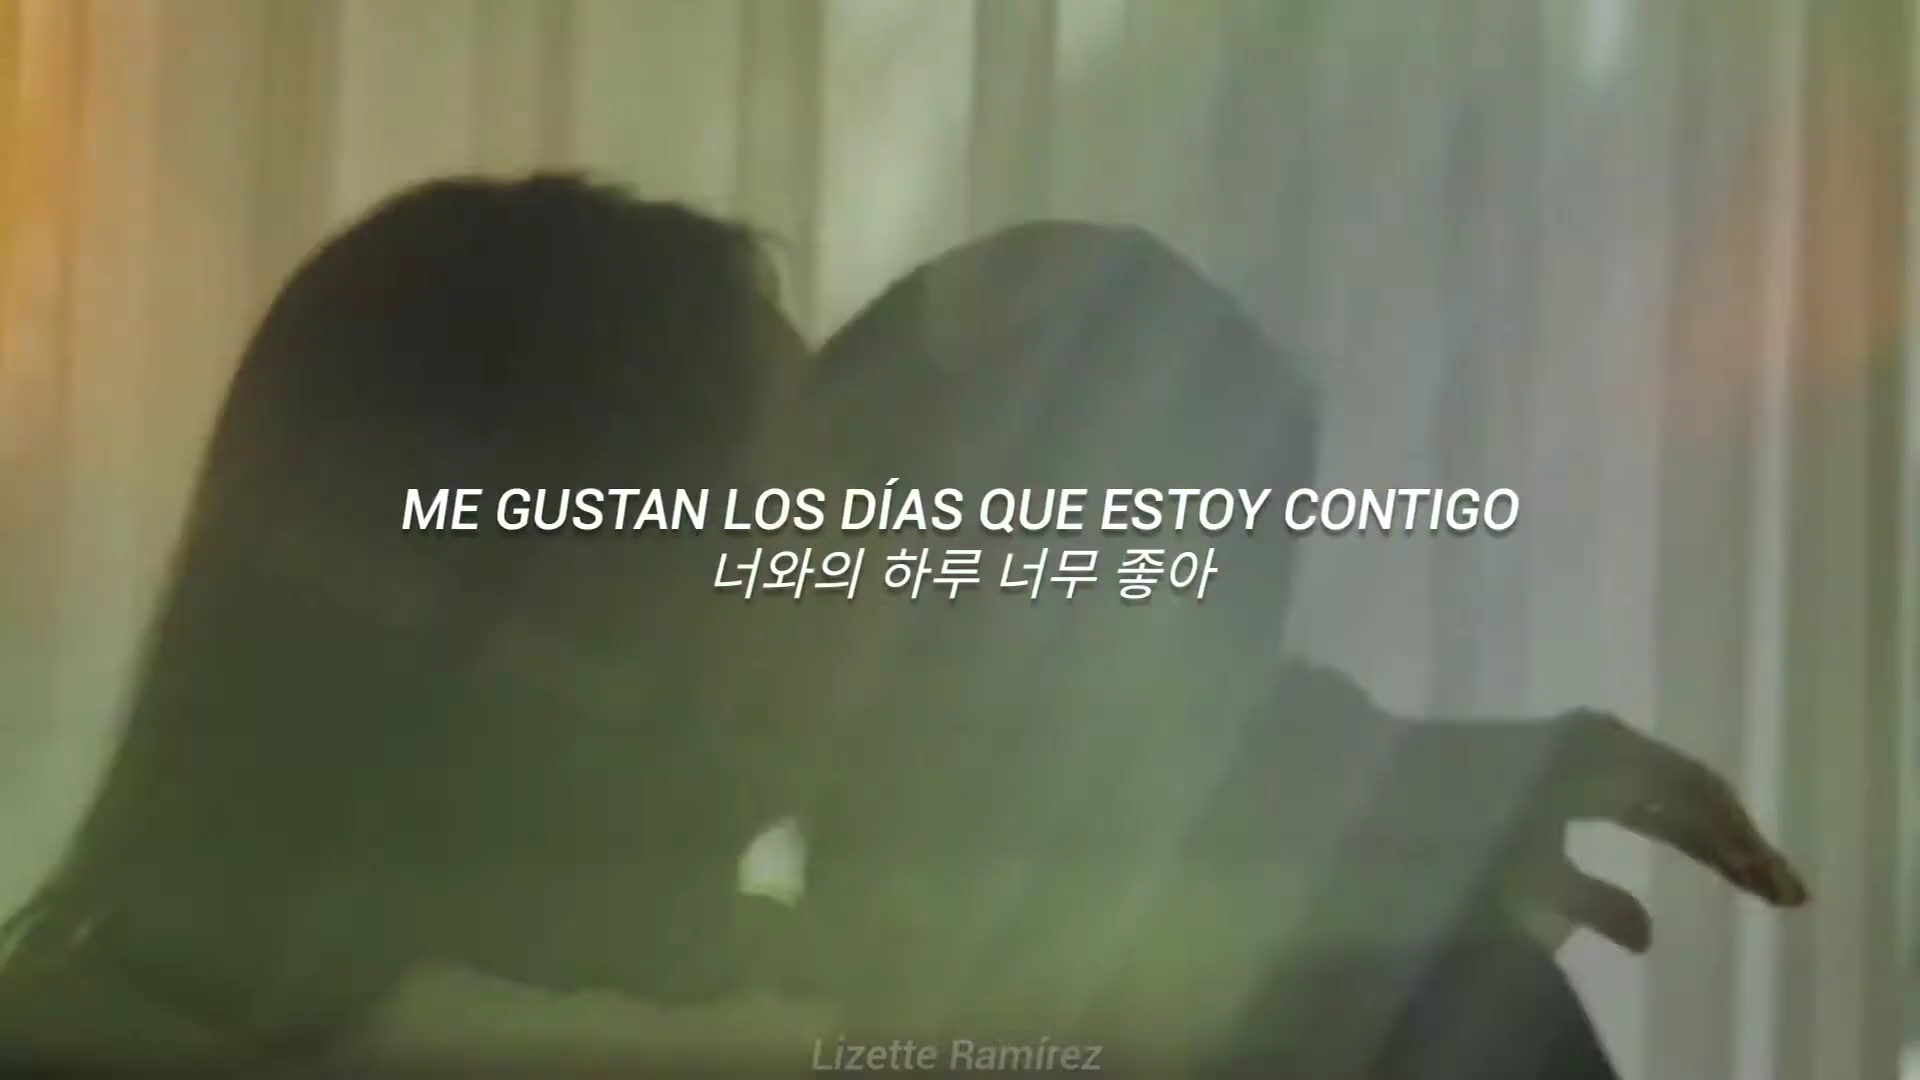 ME GUSTAN LOS DÍAS QUE ESTOY CONTIGO
너와의 하루 너무 좋아
Lizette Ramírez